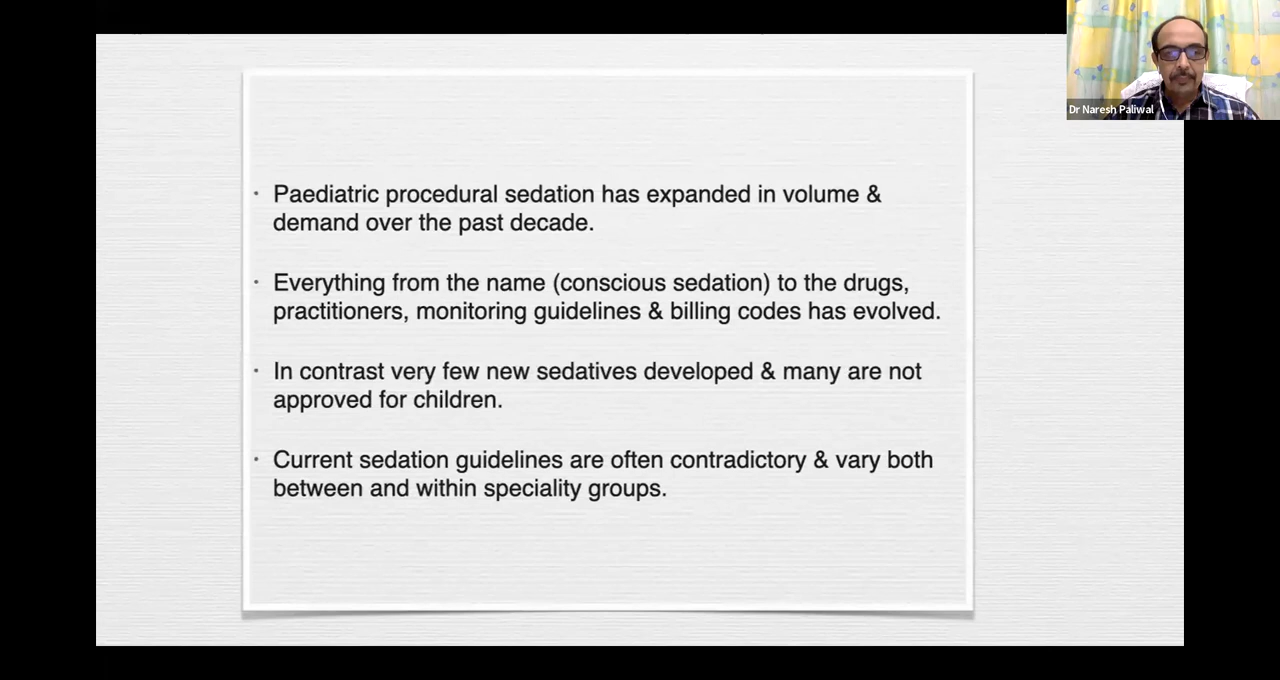 Dr Naresh Paliwal
• Paediatric procedural sedation has expanded in volume &
demand over the past decade.
• Everything from the name (conscious sedation) to the drugs,
practitioners, monitoring guidelines & billing codes has evolved.
• In contrast very few new sedatives developed & many are not
approved for children.
• Current sedation guidelines are often contradictory & vary both
between and within speciality groups.